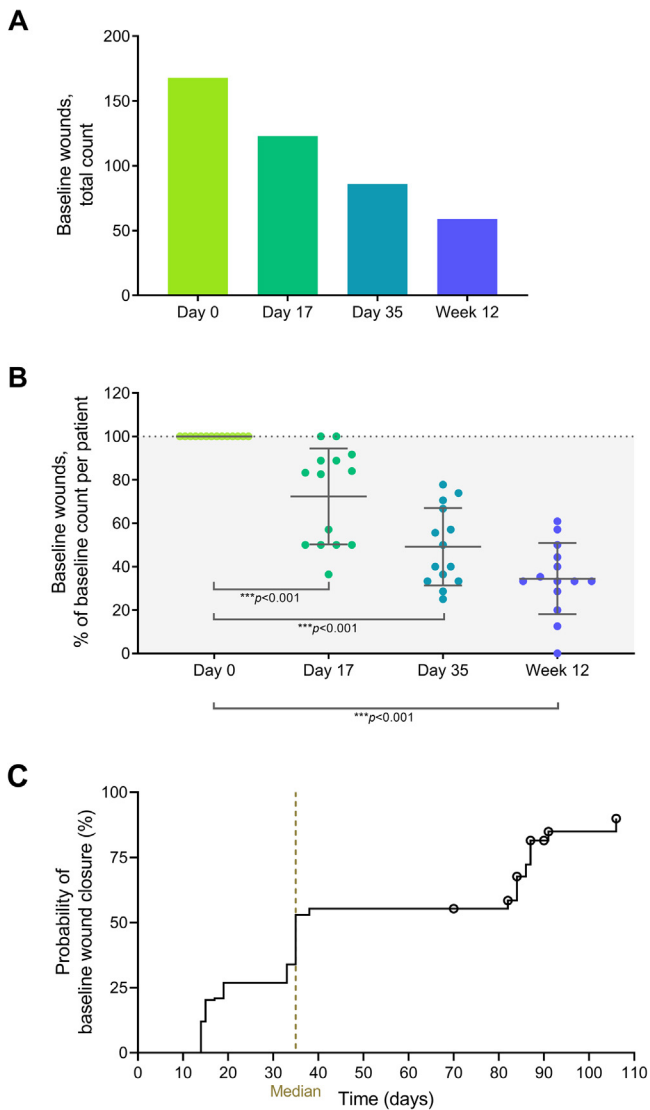 A
Baseline wounds,
total count
200
150
100
50
0
Day 0 Day 17 Day 35 Week 12
B
Baseline wounds,
% of baseline count per patient
120
100
80
60
40
20
0
***p<0.001
***p<0.001
Day 0 Day 17 Day 35 Week 12
***p<0.001
C
Probability of
baseline wound closure (%)
100
75
50
25
0
0 10 20 30 40 50 60 70 80 90 100 110
Median
Time (days)